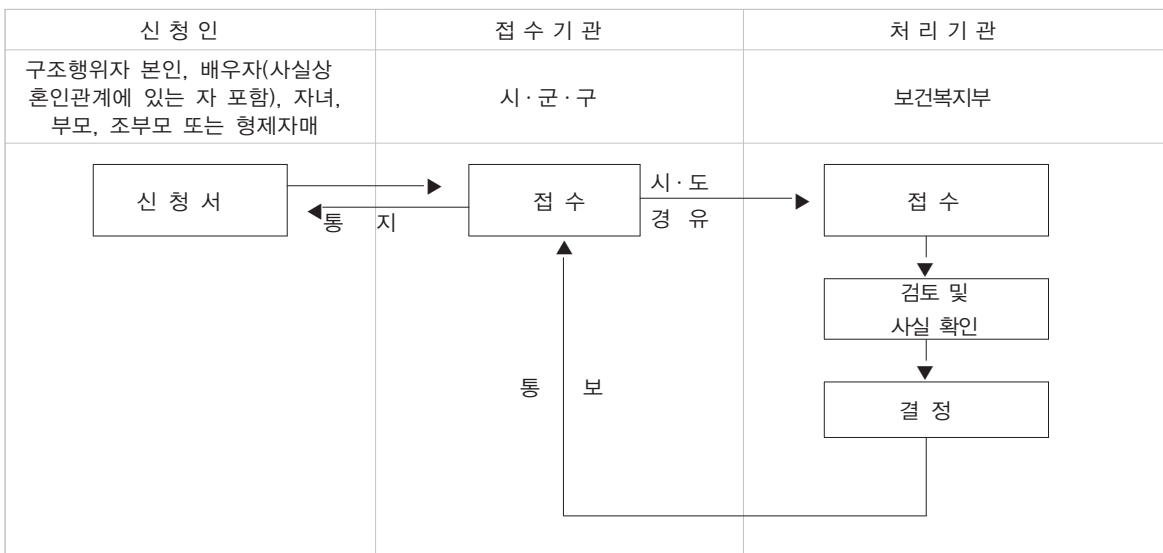 신 청 인
접 수 기 관
처 리 기 관
구조행위자 본인, 배우자(사실상
혼인관계에 있는 자 포함), 자녀,
부모, 조부모 또는 형제자매
시 · 군 · 구
보건복지부
신 청 서
통 지
접 수
시 · 도
경 유
접 수
검토 및
사실 확인
통 보
결 정